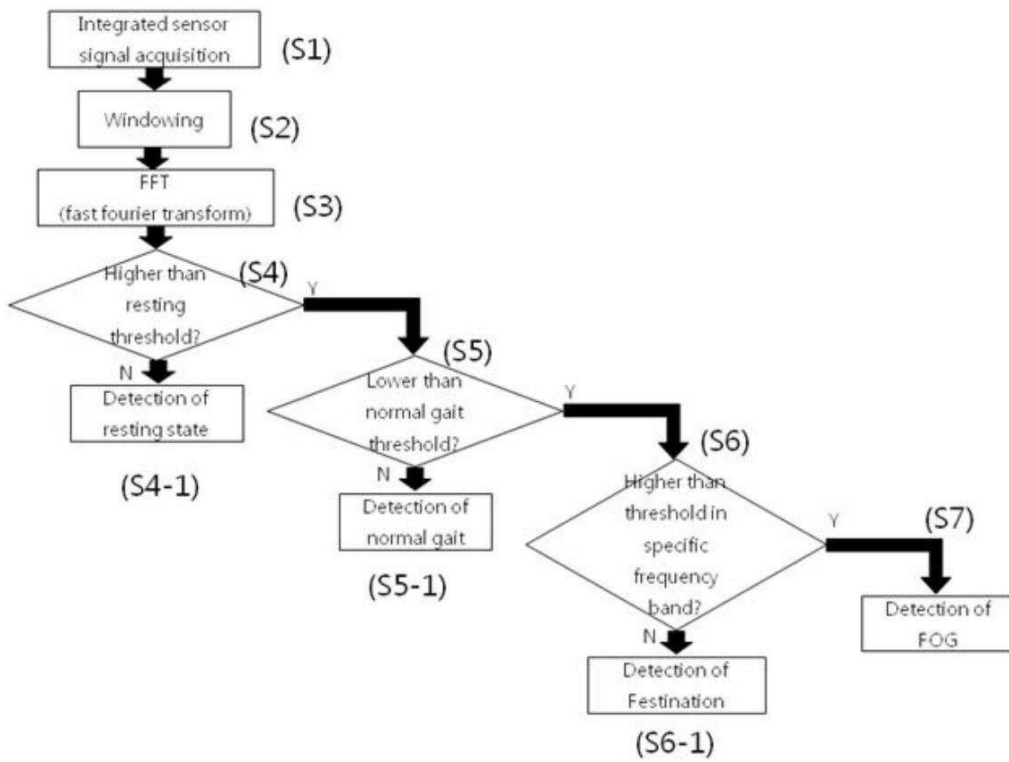 Integrated sensor
signal acquisition
(S1)
Windowing
(S2)
FFT
(fast fourier transform)
(S3)
(S4)
Higher than
resting
threshold?
Y
N
Detection of
resting state
(S4-1)
(S5)
Lower than
normal gait
threshold?
Y
N
Detection of
normal gait
(S5-1)
(S6)
Higher than
threshold in
specific
frequency
band?
Y
(S7)
N
Detection of
FOG
Detection of
Festination
(S6-1)